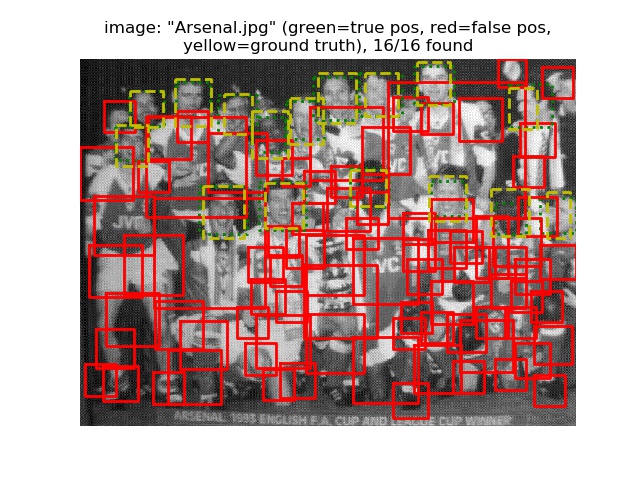 image: "Arsenal.jpg" (green=true pos, red=false pos,
yellow=ground truth), 16/16 found
JVC
ARSENAL 1993 ENGLISH F.A. CUP AND LEAGUE CUP WINNER